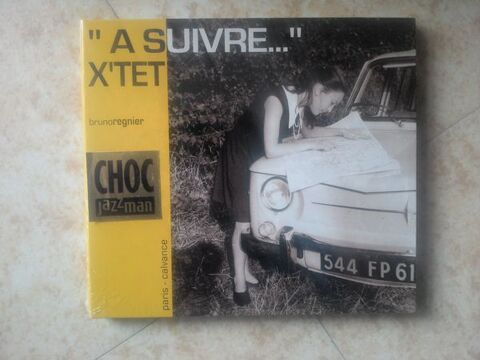 " A SUIVRE..."
X'TET
brunoregnier
CHOC
jazzman
paris - calvance
544 FP 61